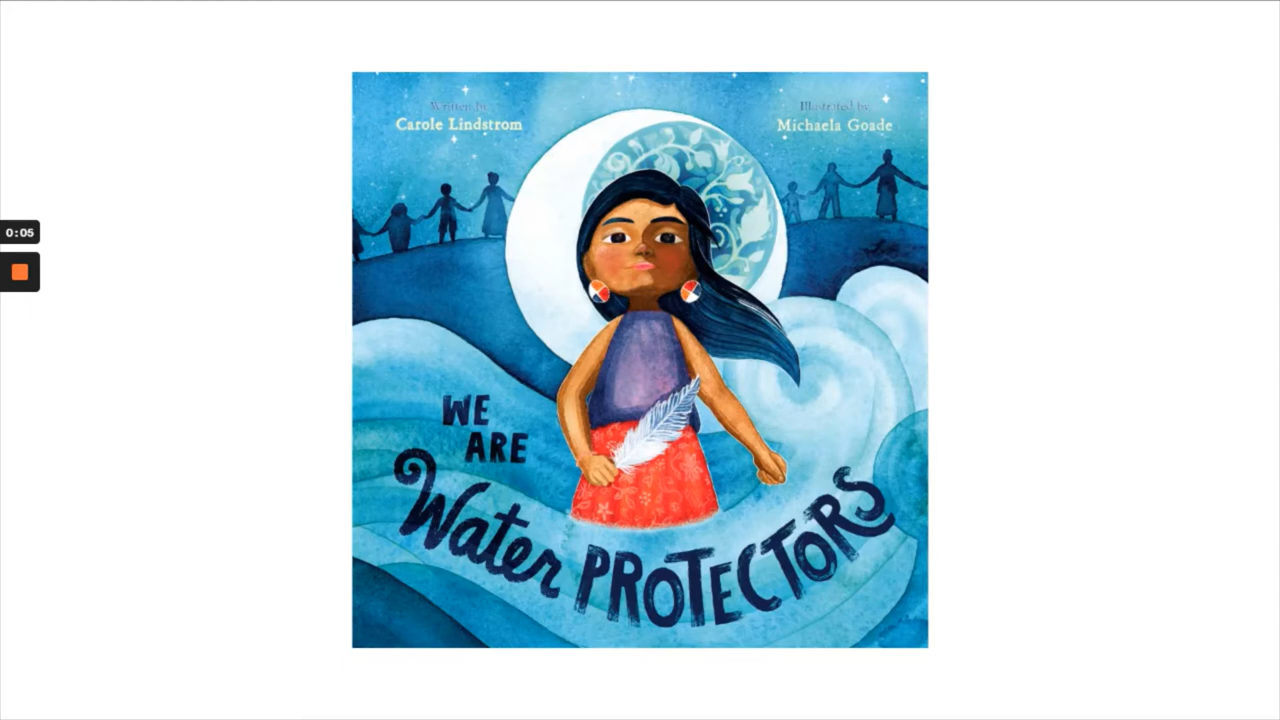 Written by
Carole Lindstrom
Illustrated by
Michaela Goade
0:05
WE
ARE
Water PROTECTORS